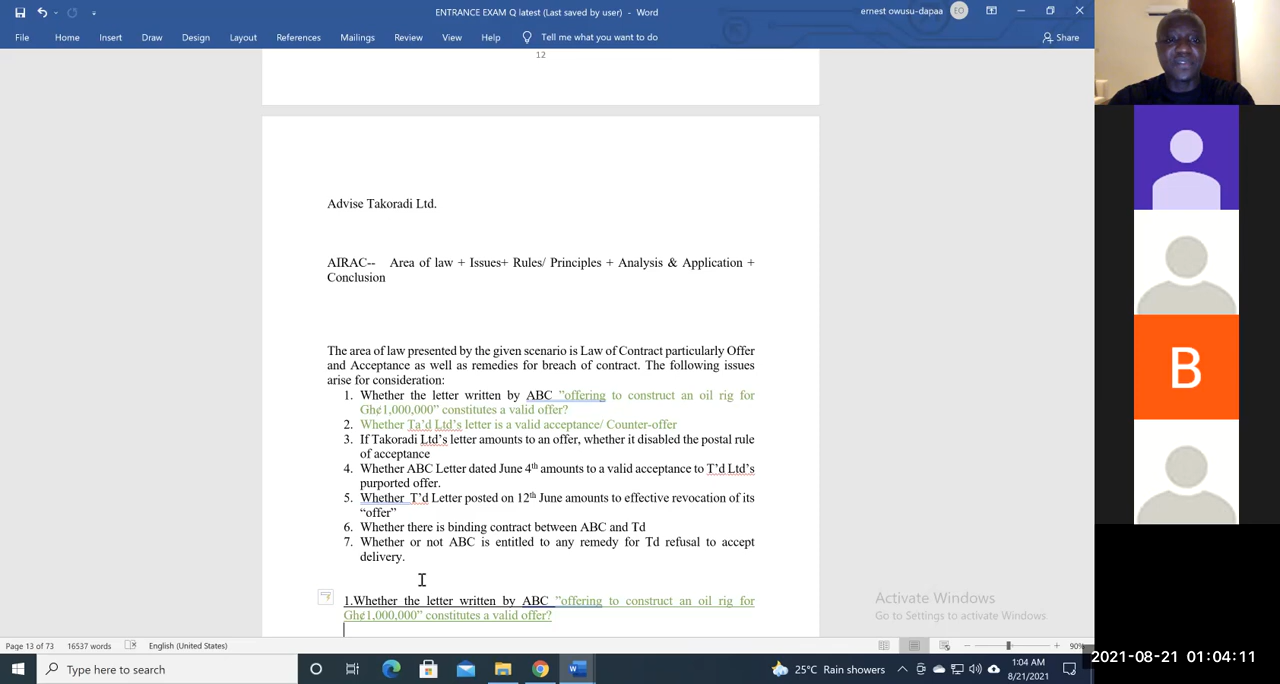 ENTRANCE EXAM Q latest (Last saved by user) - Word
ernest owusu-dapaa
EO
File Home Insert Draw Design Layout References Mailings Review View Help Tell me what you want to do
Share
12
Advise Takoradi Ltd.
AIRAC-- Area of law + Issues+ Rules/ Principles + Analysis & Application +
Conclusion
The area of law presented by the given scenario is Law of Contract particularly Offer
and Acceptance as well as remedies for breach of contract. The following issues
arise for consideration:
1. Whether the letter written by ABC ”offering to construct an oil rig for
Gh¢1,000,000” constitutes a valid offer?
2. Whether Ta’d Ltd’s letter is a valid acceptance/ Counter-offer
3. If Takoradi Ltd’s letter amounts to an offer, whether it disabled the postal rule
of acceptance
4. Whether ABC Letter dated June 4th amounts to a valid acceptance to T’d Ltd’s
purported offer.
5. Whether T’d Letter posted on 12th June amounts to effective revocation of its
“offer”
6. Whether there is binding contract between ABC and Td
7. Whether or not ABC is entitled to any remedy for Td refusal to accept
delivery.
1.Whether the letter written by ABC ”offering to construct an oil rig for
Gh¢1,000,000” constitutes a valid offer?
B
Activate Windows
Go to Settings to activate Windows.
Page 13 of 73 16537 words English (United States)
90%
Type here to search
25°C Rain showers
1:04 AM
8/21/2021
2021-08-21 01:04:11